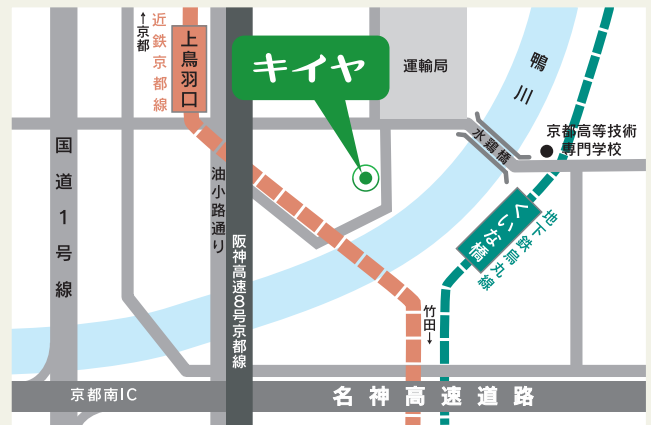 ↑京都
近鉄京都線
上鳥羽口
キイヤ
運輸局
鴨川
水鶏橋
京都高等技術
専門学校
国道1号線
油小路通り
くいな橋
地下鉄烏丸線
阪神高速8号京都線
竹田↓
京都南IC
名神高速道路